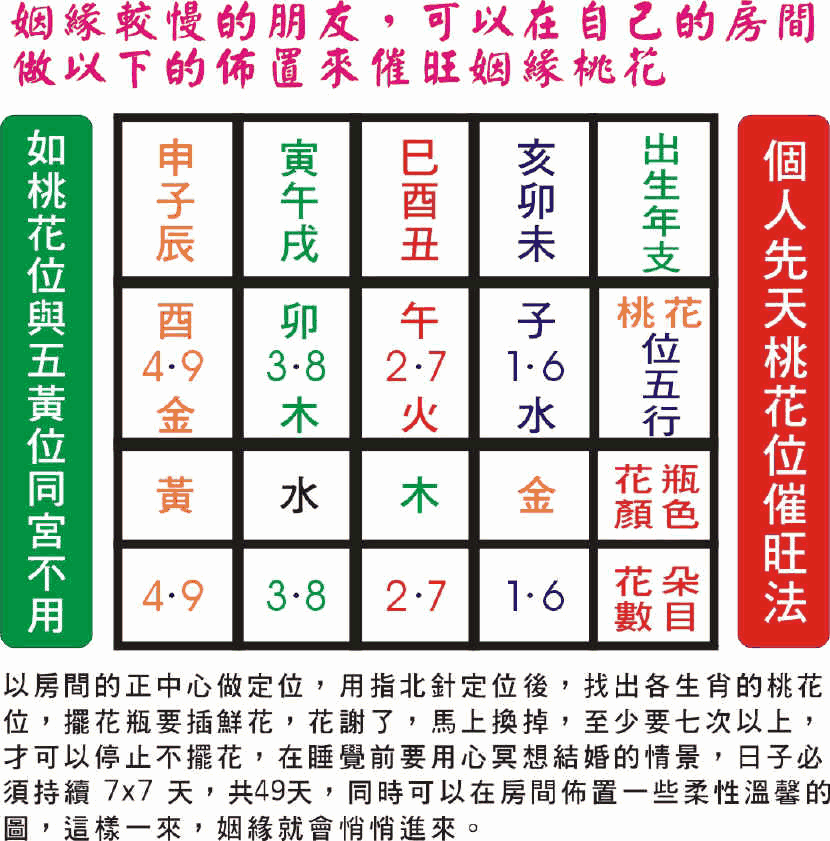 姻緣較慢的朋友，可以在自己的房間
做以下的佈置來催旺姻緣桃花
個人先天桃花位催旺法
出生年支
亥卯未
巳酉丑
寅午戌
申子辰
桃花
位五行
子
1·6
水
午
2·7
火
卯
3·8
木
酉
4·9
金
花瓶
顏色
金
木
水
黃
花朵
數目
1·6
2·7
3·8
4·9
如桃花位與五黃位同宮不用
以房間的正中心做定位，用指北針定位後，找出各生肖的桃花
位，擺花瓶要插鮮花，花謝了，馬上換掉，至少要七次以上，
才可以停止不擺花，在睡覺前要用心冥想結婚的情景，日子必
須持續 7x7 天，共49天，同時可以在房間佈置一些柔性溫馨的
圖，這樣一來，姻緣就會悄悄進來。